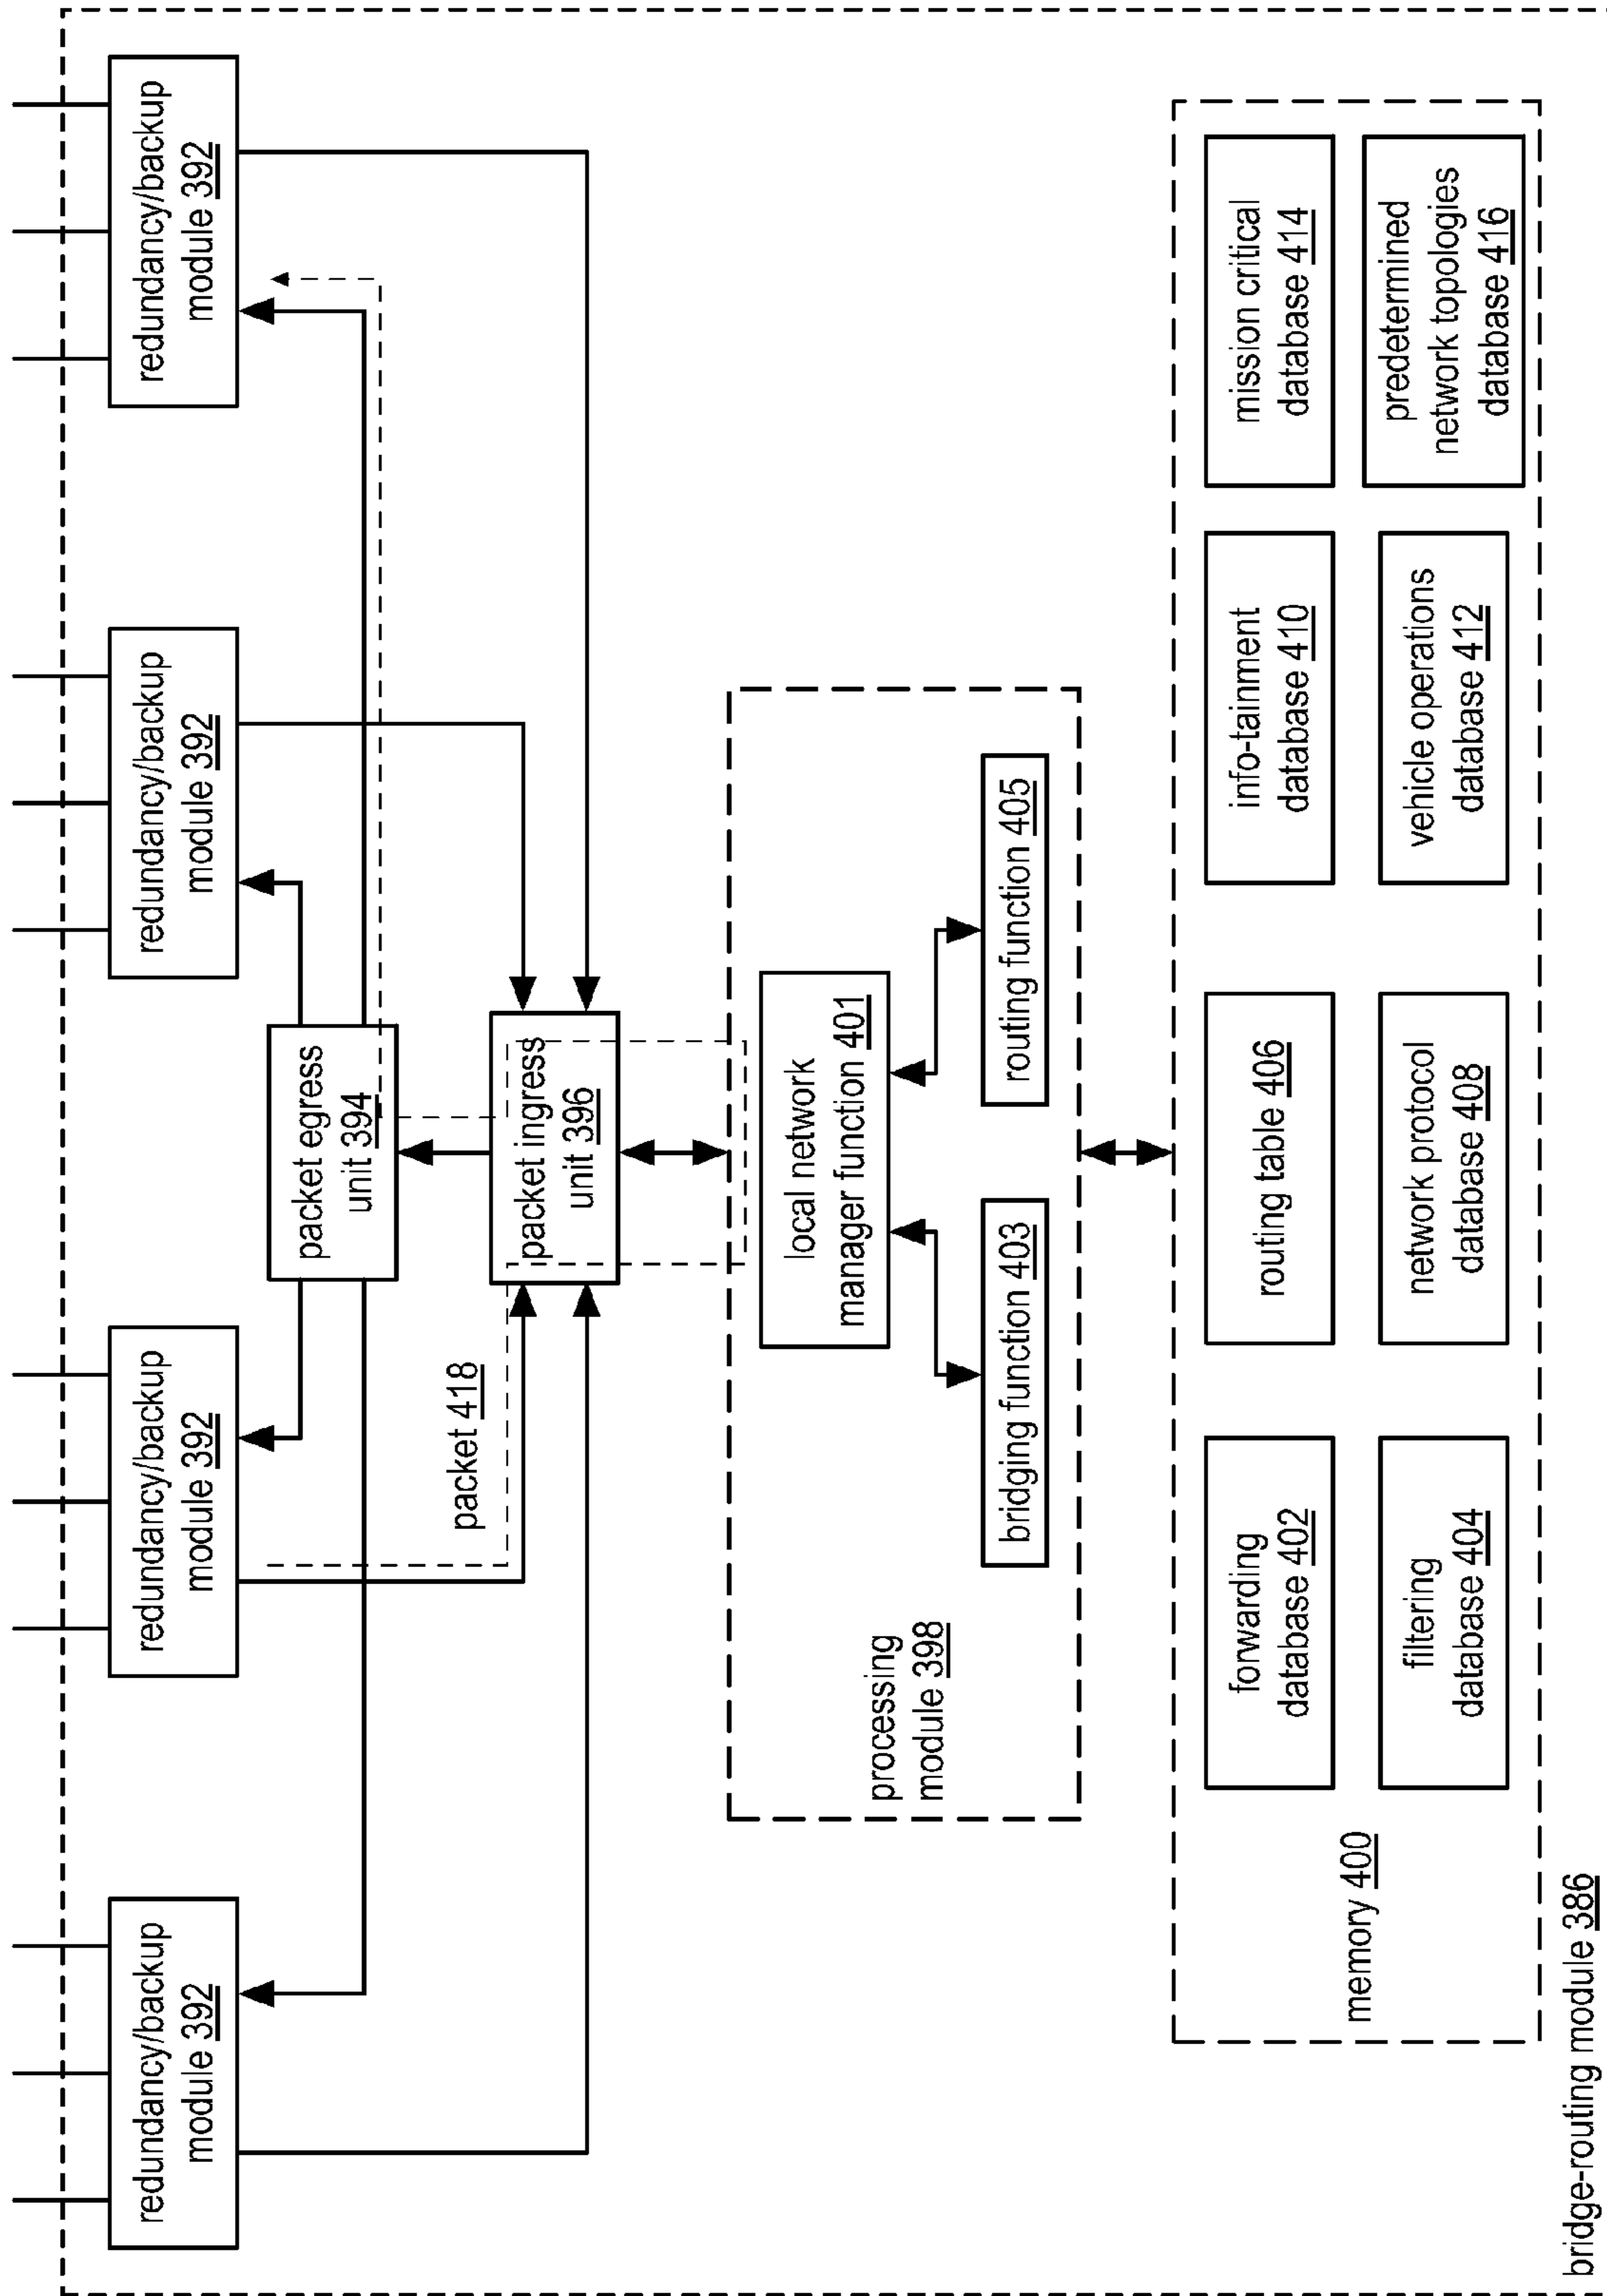 redundancy/backup
module 392
redundancy/backup
module 392
redundancy/backup
module 392
redundancy/backup
module 392
packet egress
unit 394
packet 418
packet ingress
unit 396
processing
module 398
local network
manager function 401
bridging function 403
routing function 405
memory 400
forwarding
database 402
routing table 406
info-tainment
database 410
mission critical
database 414
filtering
database 404
network protocol
database 408
vehicle operations
database 412
predetermined
network topologies
database 416
bridge-routing module 386